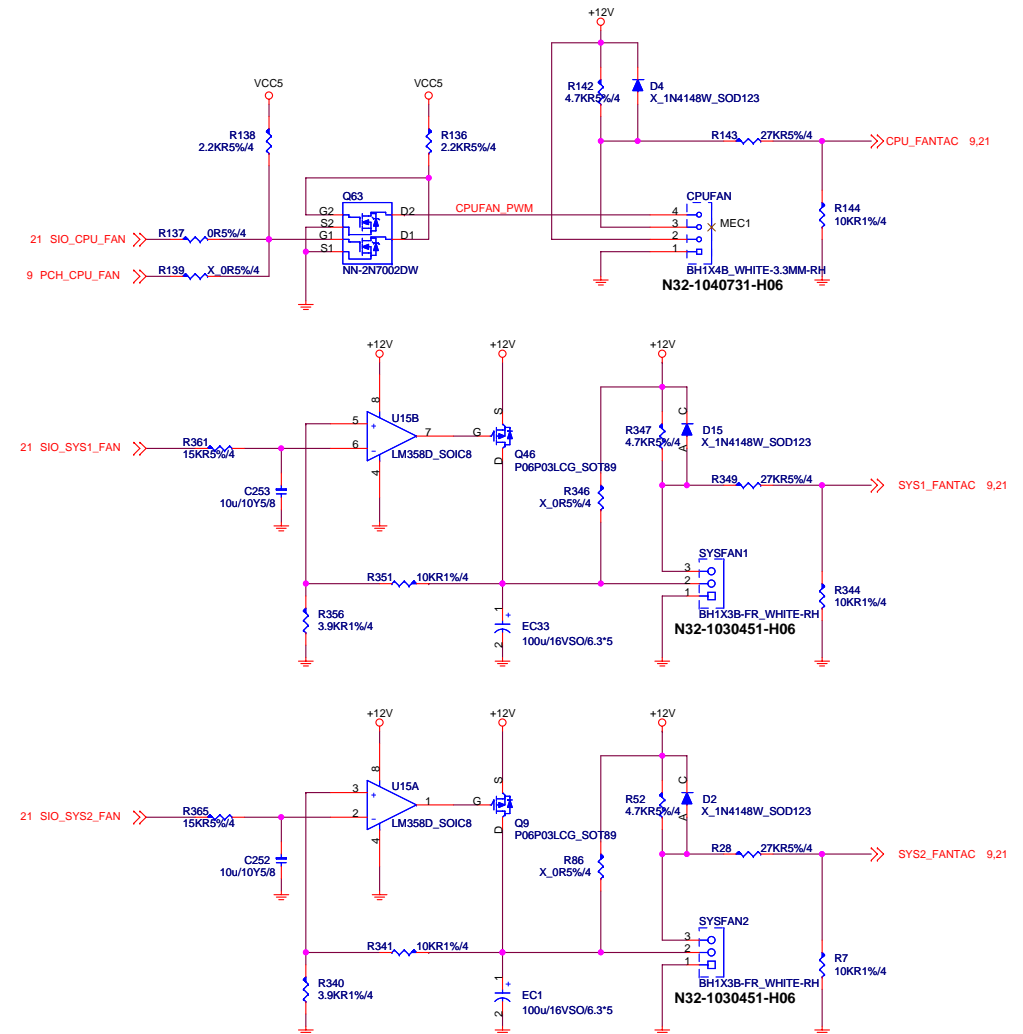 +12V
VCC5
VCC5
R138
2.2KR5%/4
R136
2.2KR5%/4
R142
4.7KR5%/4
D4
X_1N4148W_SOD123
R143
27KR5%/4
CPU_FANTAC 9,21
R144
10KR1%/4
Q63
G2
S2
G1
S1
D2
D1
NN-2N7002DW
CPUFAN_PWM
CPUFAN
4
3
2
1
MEC1
BH1X4B_WHITE-3.3MM-RH
N32-1040731-H06
21 SIO_CPU_FAN
R137
0R5%/4
9 PCH_CPU_FAN
R139
X_0R5%/4
+12V
+12V
+12V
21 SIO_SYS1_FAN
R361
15KR5%/4
C253
10u/10Y5/8
5
6
8
4
7
+
-
U15B
LM358D_SOIC8
S
G
D
Q46
P06P03LCG_SOT89
R347
4.7KR5%/4
C
A
D15
X_1N4148W_SOD123
R346
X_0R5%/4
R349
27KR5%/4
SYS1_FANTAC 9,21
R344
10KR1%/4
R351
10KR1%/4
R356
3.9KR1%/4
1
+
2
EC33
100u/16VSO/6.3*5
SYSFAN1
3
2
1
BH1X3B-FR_WHITE-RH
N32-1030451-H06
+12V
+12V
+12V
21 SIO_SYS2_FAN
R365
15KR5%/4
C252
10u/10Y5/8
3
2
8
4
1
+
-
U15A
LM358D_SOIC8
S
G
D
Q9
P06P03LCG_SOT89
R52
4.7KR5%/4
C
A
D2
X_1N4148W_SOD123
R86
X_0R5%/4
R28
27KR5%/4
SYS2_FANTAC 9,21
R7
10KR1%/4
R341
10KR1%/4
R340
3.9KR1%/4
1
+
2
EC1
100u/16VSO/6.3*5
SYSFAN2
3
2
1
BH1X3B-FR_WHITE-RH
N32-1030451-H06